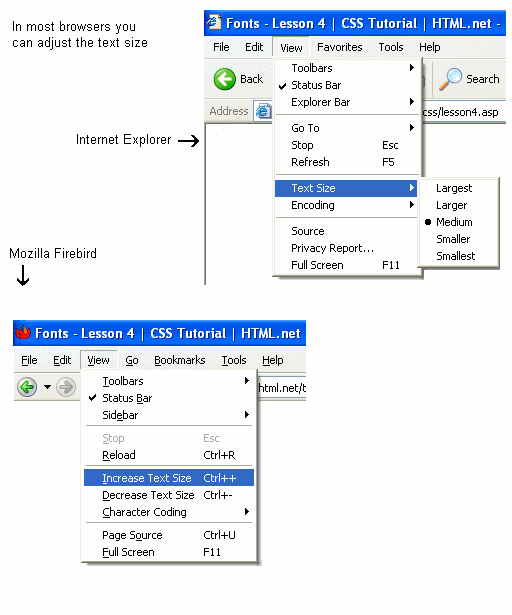 In most browsers you
can adjust the text size
Fonts - Lesson 4 | CSS Tutorial | HTML.net -
File Edit View Favorites Tools Help
Back
Search
Address
css/lesson4.asp
Toolbars
Status Bar
Explorer Bar
Go To
Stop Esc
Refresh F5
Text Size
Encoding
Source
Privacy Report...
Full Screen F11
Largest
Larger
Medium
Smaller
Smallest
Internet Explorer
Mozilla Firebird
Fonts - Lesson 4 | CSS Tutorial | HTML.net
File Edit View Go Bookmarks Tools Help
html.net/t
Toolbars
Status Bar
Sidebar
Stop Esc
Reload Ctrl+R
Increase Text Size Ctrl++
Decrease Text Size Ctrl+-
Character Coding
Page Source Ctrl+U
Full Screen F11